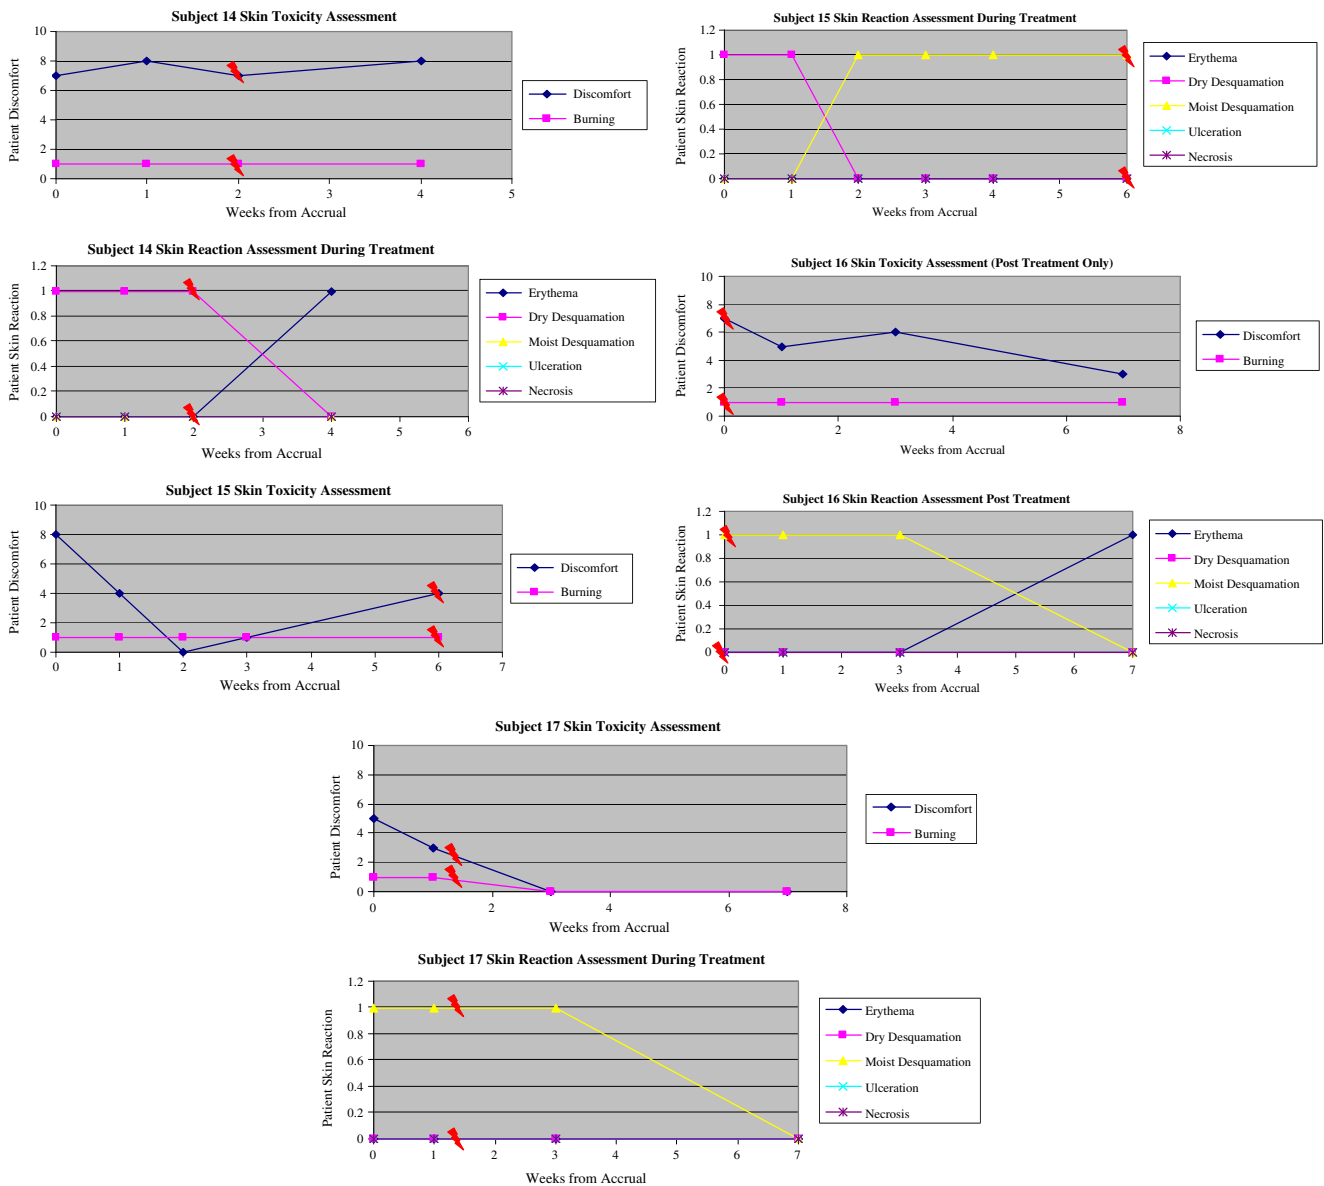 Subject 14 Skin Toxicity Assessment
10
8
6
4
2
0
0 1 2 3 4 5
Patient Discomfort
Weeks from Accrual
Discomfort
Burning
Subject 15 Skin Reaction Assessment During Treatment
1.2
1
0.8
0.6
0.4
0.2
0
0 1 2 3 4 6
Patient Skin Reaction
Weeks from Accrual
Erythema
Dry Desquamation
Moist Desquamation
Ulceration
Necrosis
Subject 14 Skin Reaction Assessment During Treatment
1.2
1
0.8
0.6
0.4
0.2
0
0 1 2 3 4 5 6
Patient Skin Reaction
Weeks from Accrual
Erythema
Dry Desquamation
Moist Desquamation
Ulceration
Necrosis
Subject 16 Skin Toxicity Assessment (Post Treatment Only)
10
8
6
4
2
0
0 2 4 6 8
Patient Discomfort
Weeks from Accrual
Discomfort
Burning
Subject 15 Skin Toxicity Assessment
10
8
6
4
2
0
0 1 2 3 4 5 6 7
Patient Discomfort
Weeks from Accrual
Discomfort
Burning
Subject 16 Skin Reaction Assessment Post Treatment
1.2
1
0.8
0.6
0.4
0.2
0
0 1 2 3 4 5 6 7
Patient Skin Reaction
Weeks from Accrual
Erythema
Dry Desquamation
Moist Desquamation
Ulceration
Necrosis
Subject 17 Skin Toxicity Assessment
10
8
6
4
2
0
0 2 4 6 8
Patient Discomfort
Weeks from Accrual
Discomfort
Burning
Subject 17 Skin Reaction Assessment During Treatment
1.2
1
0.8
0.6
0.4
0.2
0
0 1 2 3 4 5 6 7
Patient Skin Reaction
Weeks from Accrual
Erythema
Dry Desquamation
Moist Desquamation
Ulceration
Necrosis